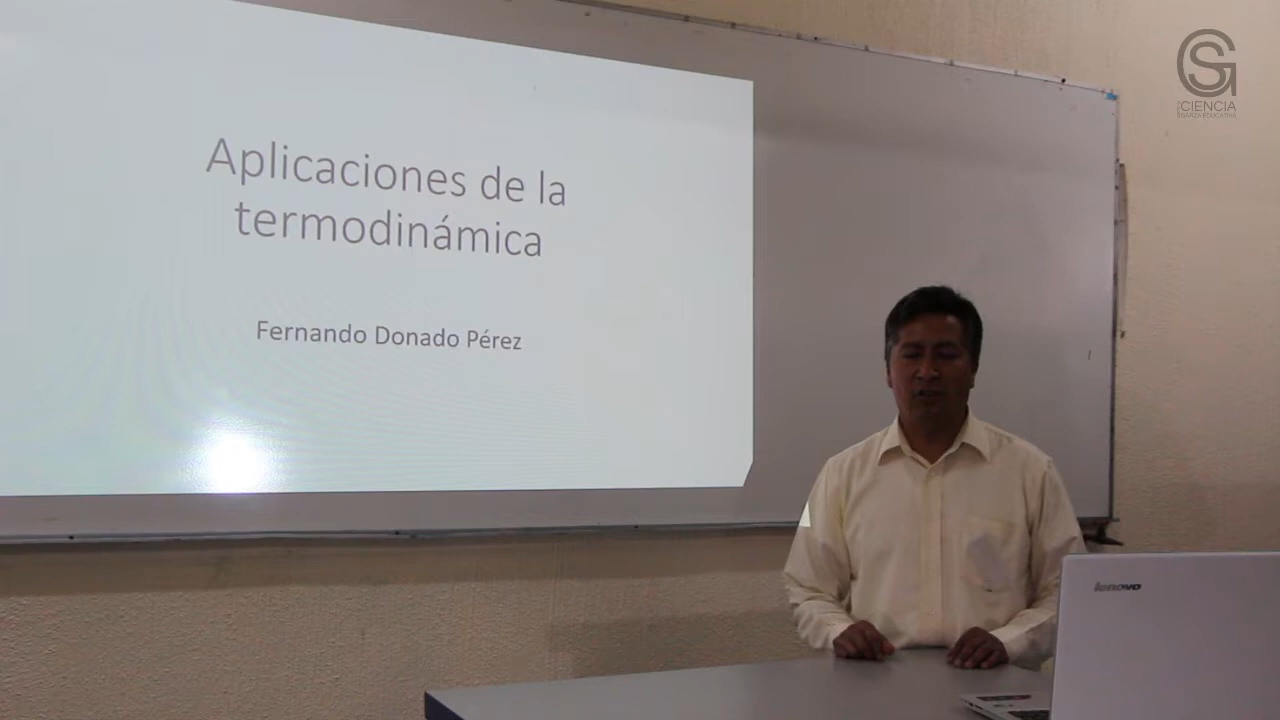 Aplicaciones de la
termodinámica
Fernando Donado Pérez
CIENCIA
lenovo